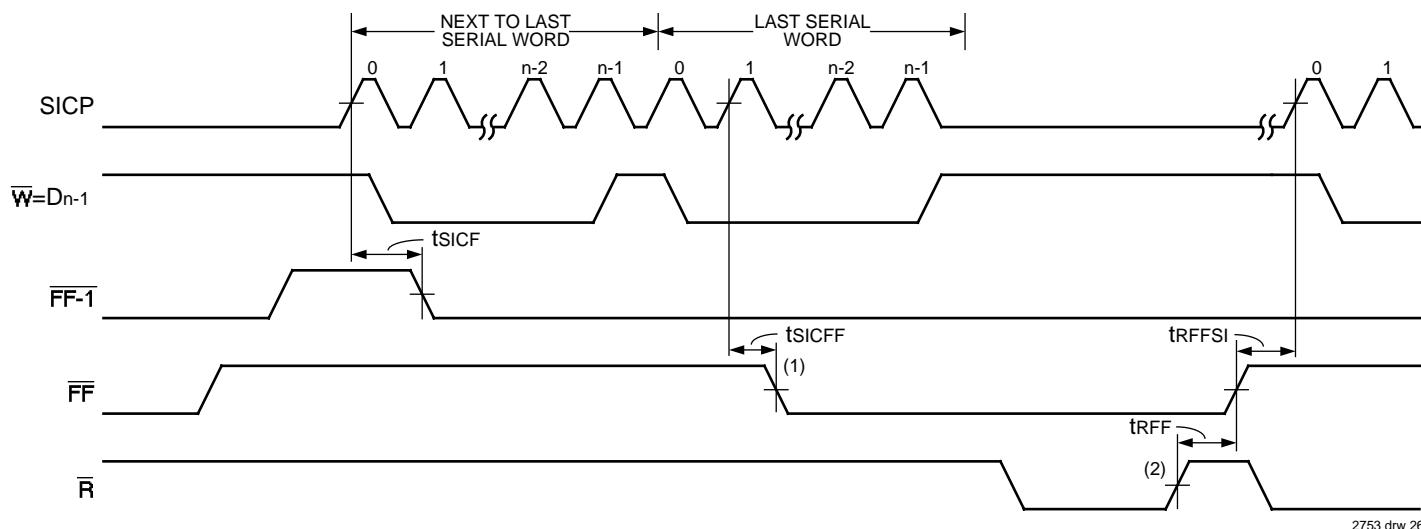 NEXT TO LAST
SERIAL WORD
LAST SERIAL
WORD
0 1 n-2 n-1 0 1 n-2 n-1 0 1
SICP
W=Dn-1
tSICF
FF-1
tSICFF
tRFFSI
(1)
FF
tRFF
(2)
R
2753 drw 26